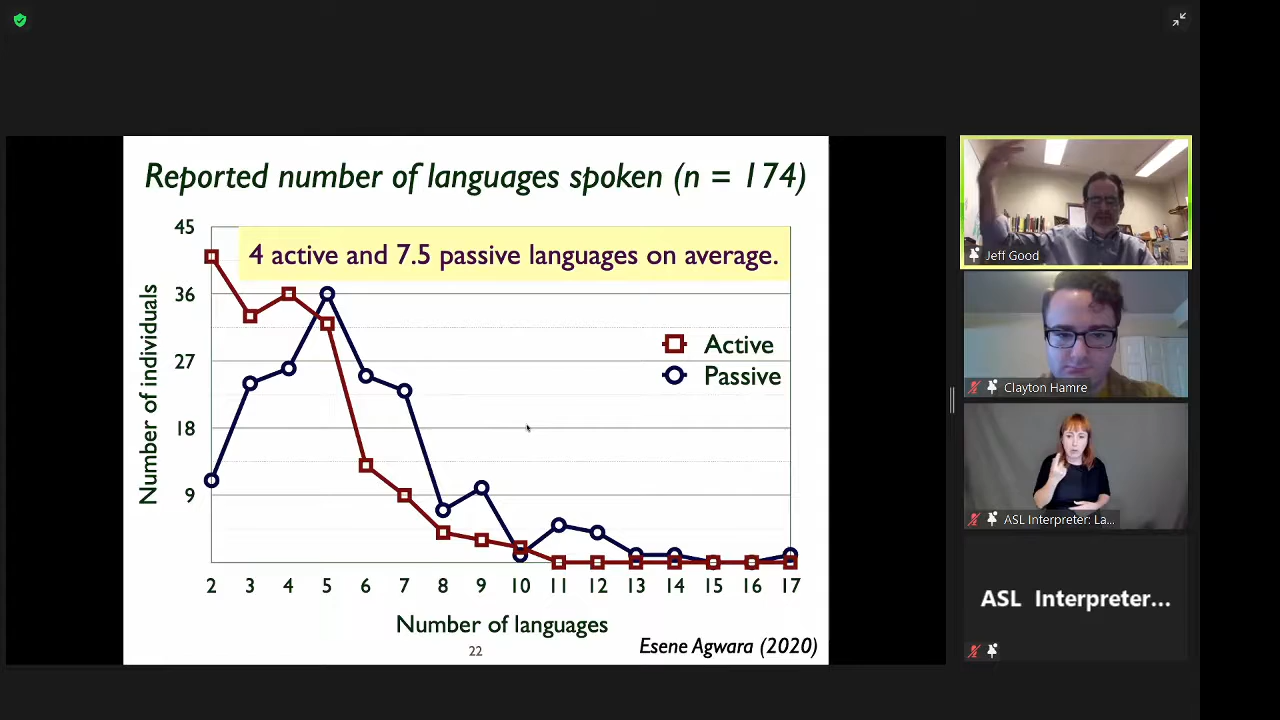 Reported number of languages spoken (n = 174)
4 active and 7.5 passive languages on average.
45
36
27
18
9
Number of individuals
Active
Passive
2 3 4 5 6 7 8 9 10 11 12 13 14 15 16 17
Number of languages
22
Esene Agwara (2020)
Jeff Good
Clayton Hamre
ASL Interpreter: La...
ASL Interpreter...